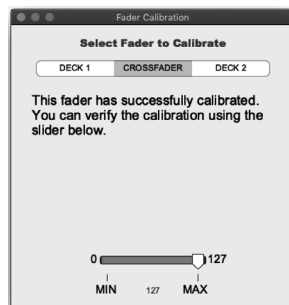 Fader Calibration
Select Fader to Calibrate
DECK 1 CROSSFADER DECK 2
This fader has successfully calibrated.
You can verify the calibration using the
slider below.
0 127
MIN 127 MAX